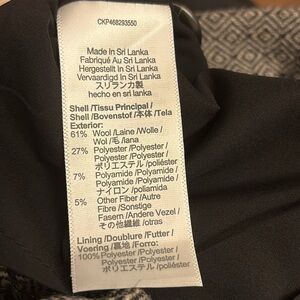 CKP468293550
Made In Sri Lanka
Fabriqué Au Sri Lanka
Hergestellt In Sri Lanka
Vervaardigd In Sri Lanka
スリランカ製
hecho en sri lanka
Shell /Tissu Principal /
Shell /Bovenstof /本体 /Tela
Exterior:
61% Wool /Laine /Wolle /
Wol /毛 /lana
27% Polyester /Polyester /
Polyester /Polyester /
ポリエステル /poliéster
7% Polyamide /Polyamide /
Polyamid /Polyamide /
ナイロン /poliamida
5% Other Fiber /Autre
Fibre /Sonstige
Fasern /Andere Vezel /
その他繊維 /otras
Lining /Doublure /Futter /
Voering /裏地 /Forro:
100% Polyester /Polyester /
Polyester /Polyester /
ポリエステル /poliéster